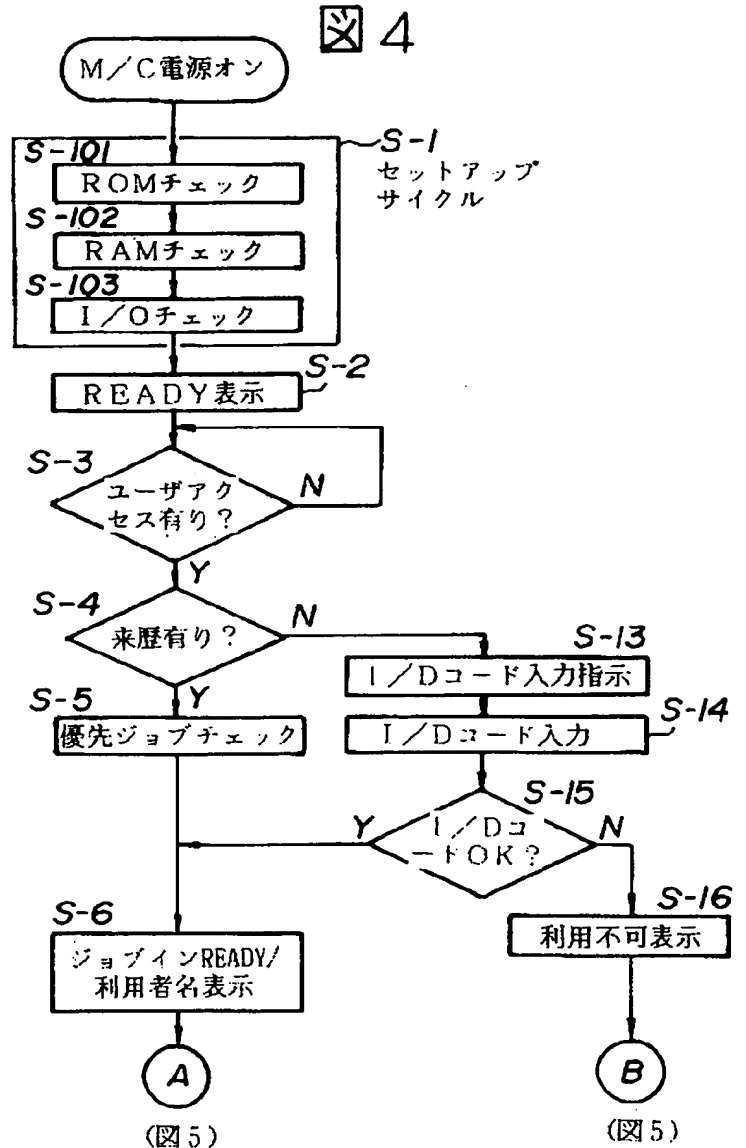 図 4
M/C電源オン
S-1
セットアップ
サイクル
S-101
ROMチェック
S-102
RAMチェック
S-103
I/Oチェック
S-2
READY表示
S-3
ユーザアク
セス有り?
N
Y
S-4
来歴有り?
N
Y
S-13
I/Dコード入力指示
S-5
優先ジョブチェック
S-14
I/Dコード入力
S-15
I/Dコ
ードOK?
Y
N
S-6
ジョブインREADY/
利用者名表示
S-16
利用不可表示
A
B
(図5)
(図5)